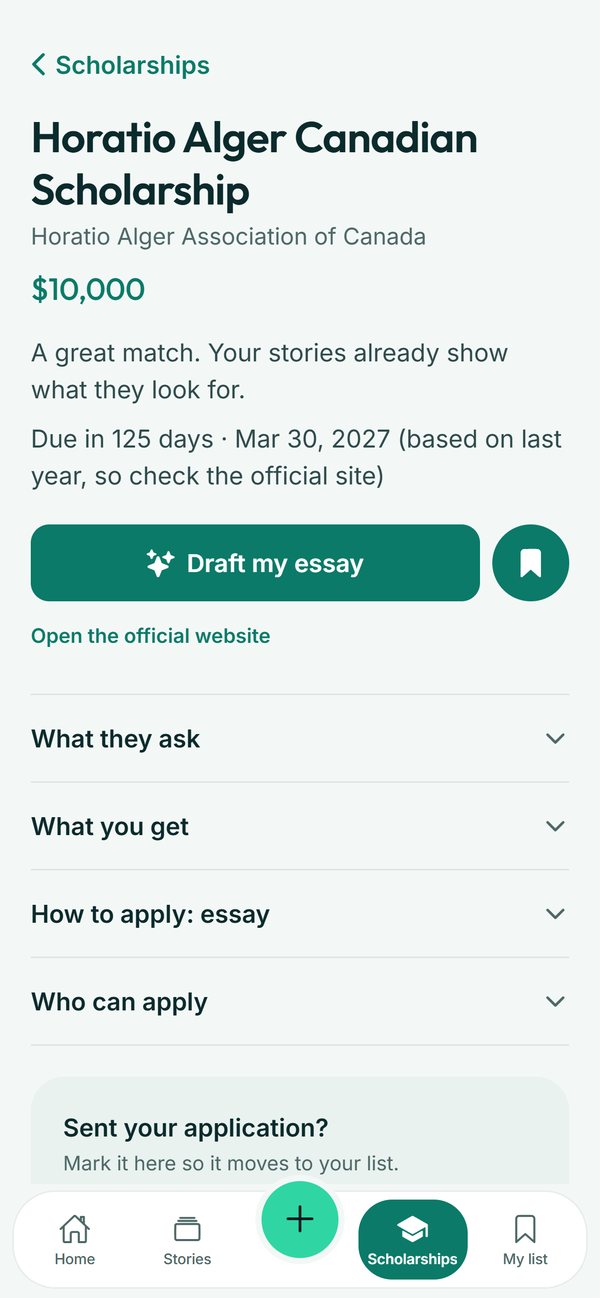 Scholarships
Horatio Alger Canadian
Scholarship
Horatio Alger Association of Canada
$10,000
A great match. Your stories already show
what they look for.
Due in 125 days · Mar 30, 2027 (based on last
year, so check the official site)
Draft my essay
Open the official website
What they ask
What you get
How to apply: essay
Who can apply
Sent your application?
Mark it here so it moves to your list.
Home
Stories
Scholarships
My list